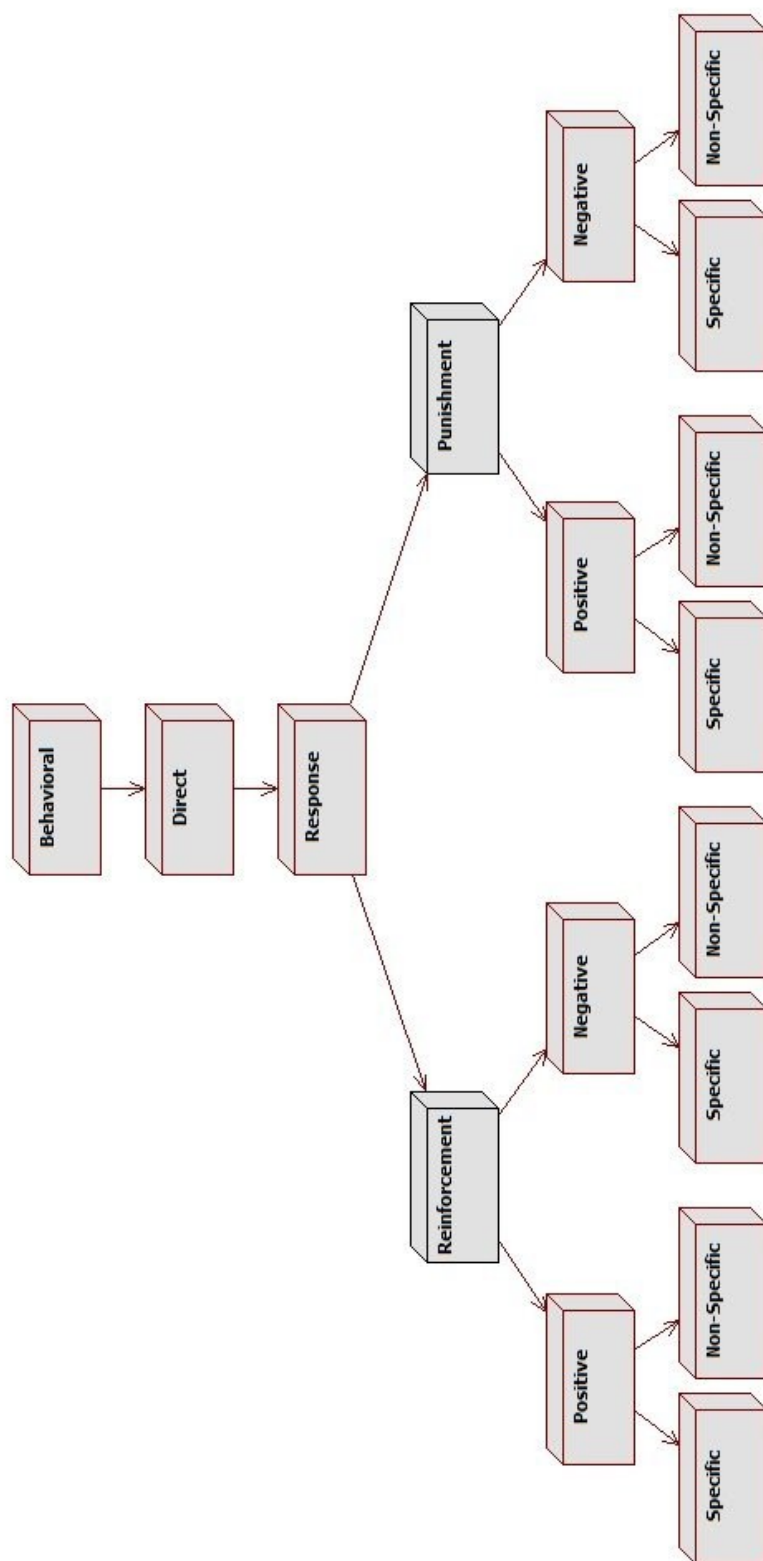 Behavioral
Direct
Response
Reinforcement
Punishment
Positive
Negative
Positive
Negative
Specific
Non-Specific
Specific
Non-Specific
Specific
Non-Specific
Specific
Non-Specific